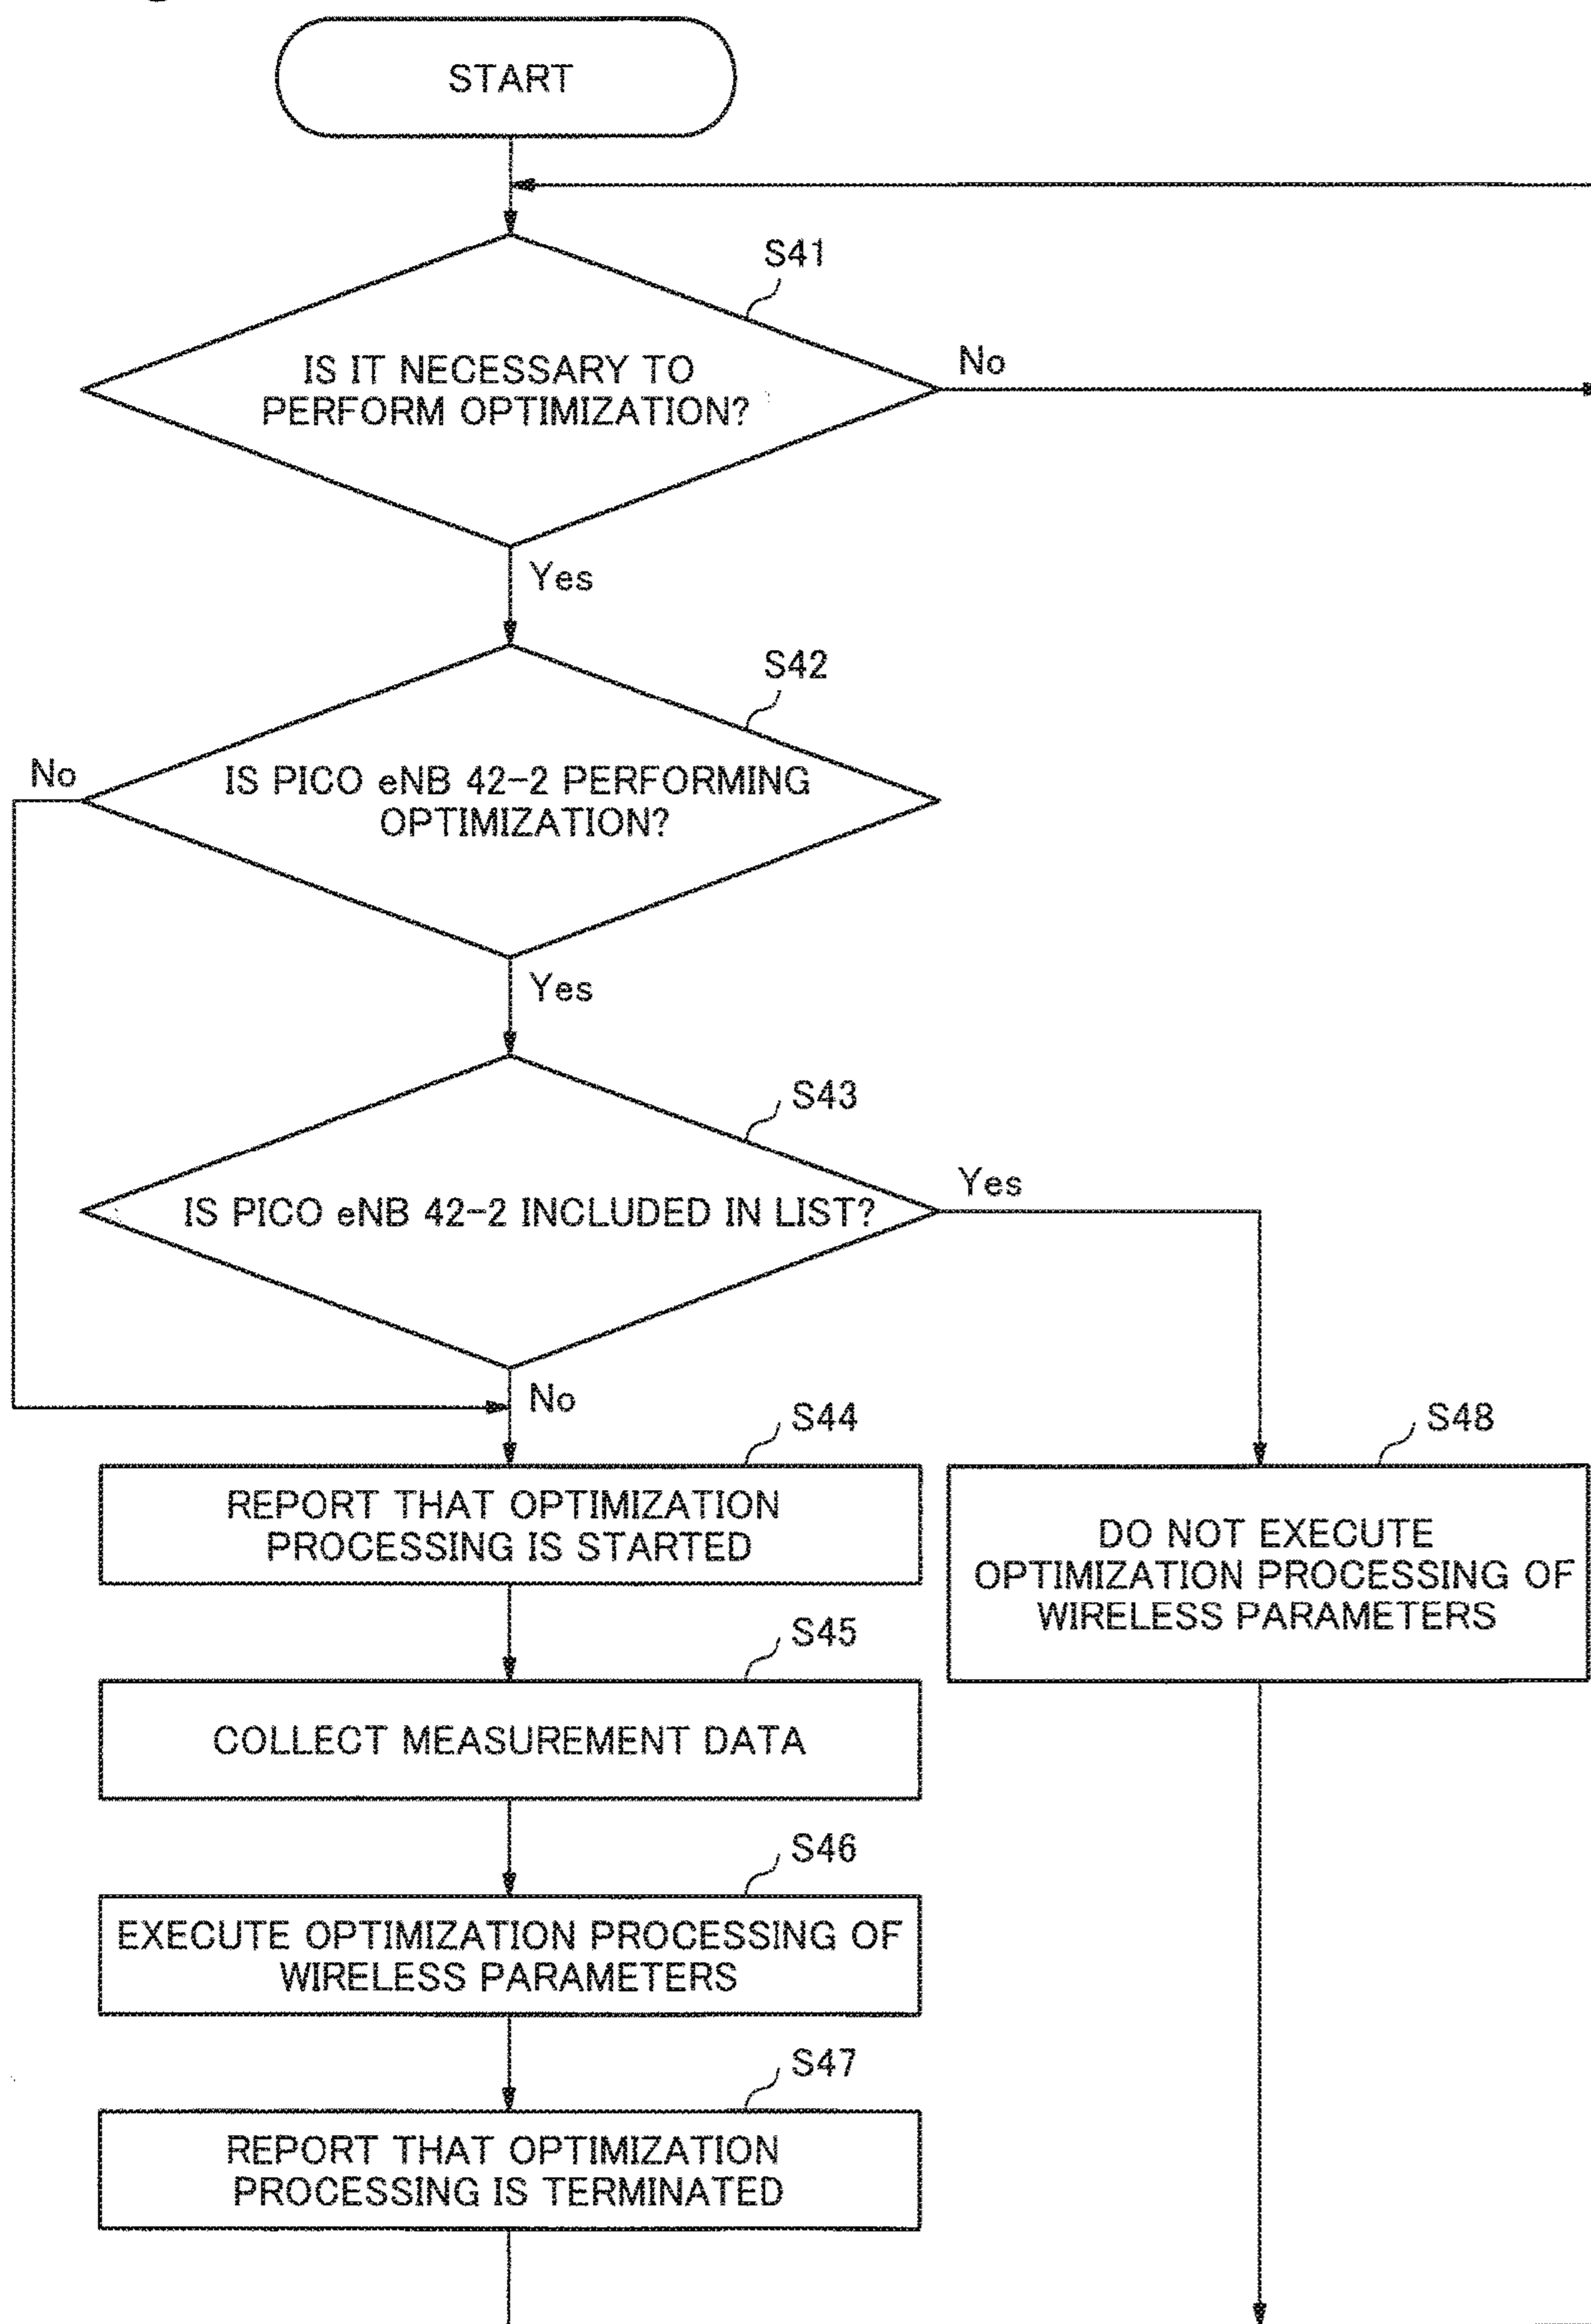 START
S41
IS IT NECESSARY TO
PERFORM OPTIMIZATION?
No
Yes
S42
No
IS PICO eNB 42-2 PERFORMING
OPTIMIZATION?
Yes
S43
IS PICO eNB 42-2 INCLUDED IN LIST?
Yes
No
S44
REPORT THAT OPTIMIZATION
PROCESSING IS STARTED
S48
DO NOT EXECUTE
OPTIMIZATION PROCESSING OF
WIRELESS PARAMETERS
S45
COLLECT MEASUREMENT DATA
S46
EXECUTE OPTIMIZATION PROCESSING OF
WIRELESS PARAMETERS
S47
REPORT THAT OPTIMIZATION
PROCESSING IS TERMINATED